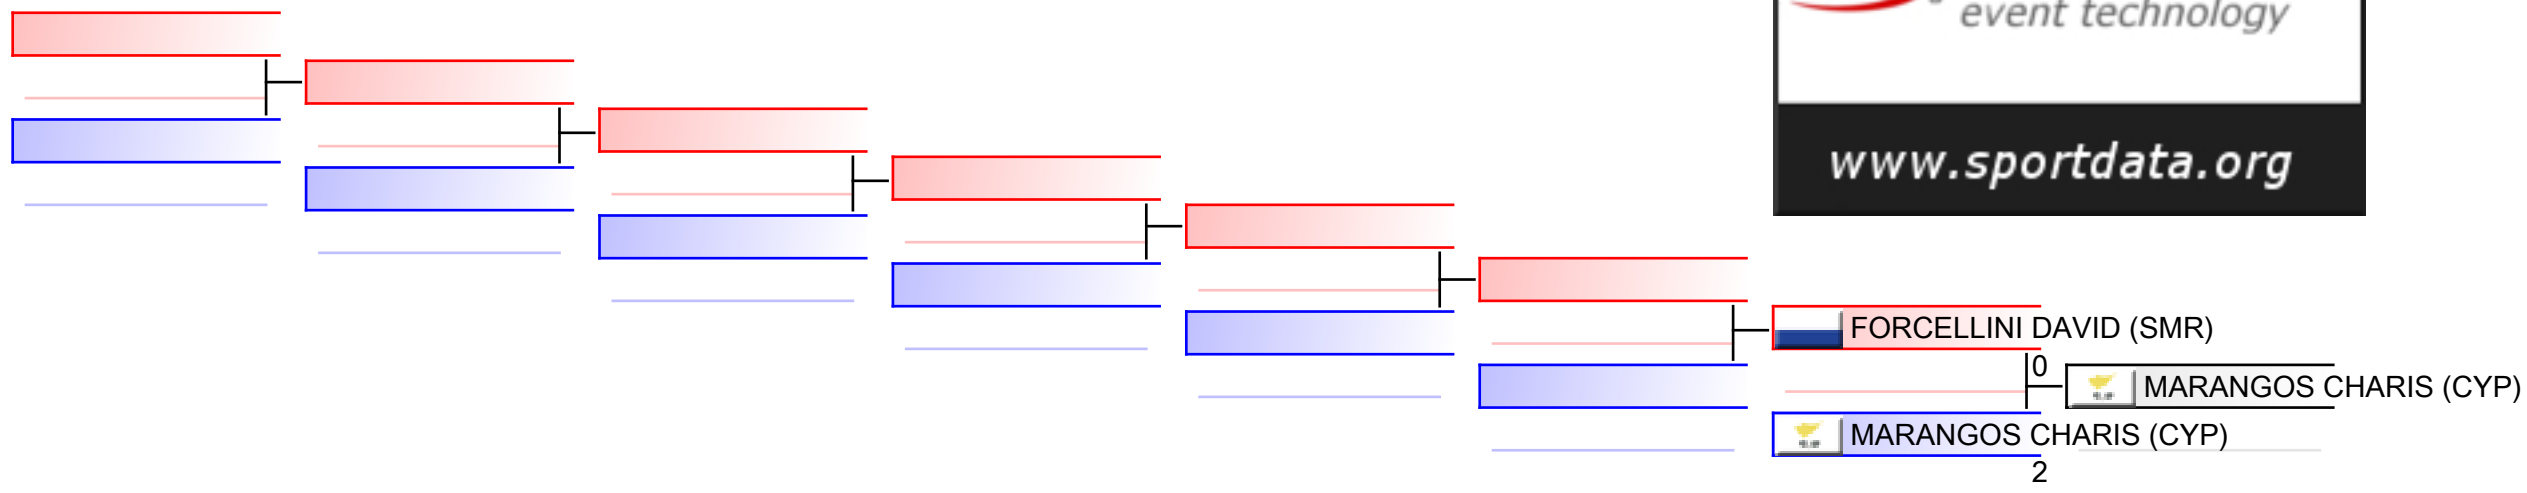 event technology
www.sportdata.org
FORCELLINI DAVID (SMR)
0
MARANGOS CHARIS (CYP)
MARANGOS CHARIS (CYP)
2